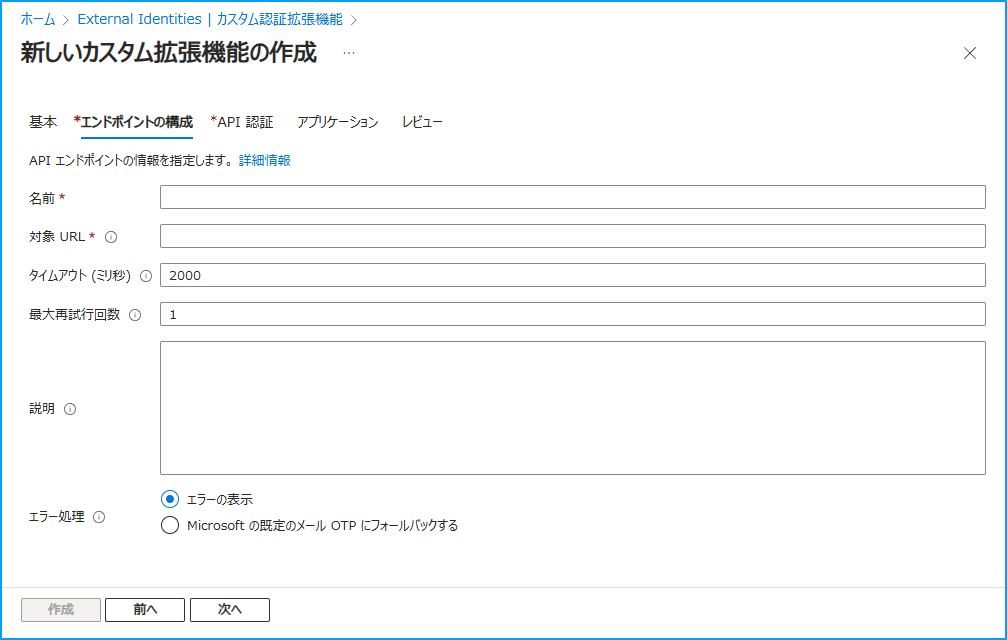 ホーム > External Identities | カスタム認証拡張機能 >
新しいカスタム拡張機能の作成 ...
基本 *エンドポイントの構成 *API 認証 アプリケーション レビュー
API エンドポイントの情報を指定します。詳細情報
名前 *
対象 URL *
タイムアウト (ミリ秒) 2000
最大再試行回数 1
説明
エラー処理
エラーの表示
Microsoft の既定のメール OTP にフォールバックする
作成 前へ 次へ